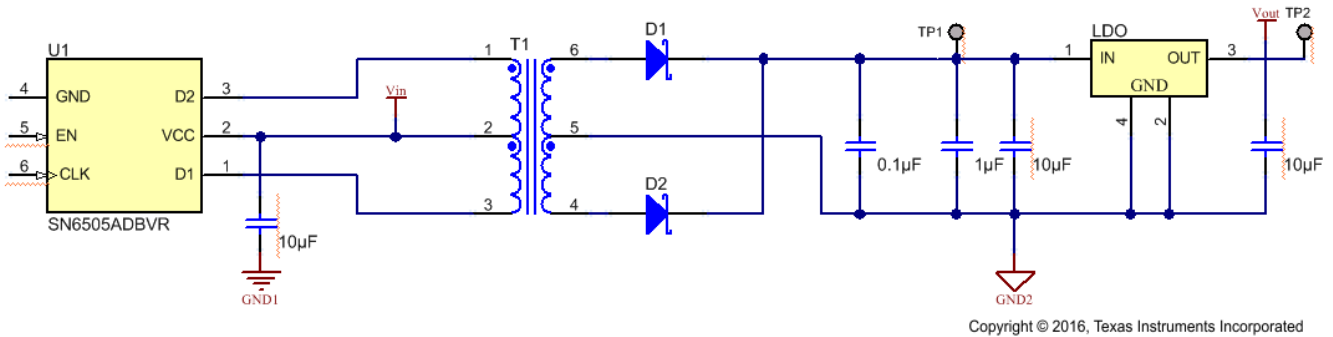 U1
4 GND
5 EN
6 CLK
D2 3
VCC 2
D1 1
SN6505ADBVR
Vin
10µF
GND1
T1
1
2
3
6
5
4
D1
D2
0.1µF
TP1
1µF
10µF
GND2
LDO
1 IN
OUT 3
GND
4
2
Vout
TP2
10µF
Copyright © 2016, Texas Instruments Incorporated